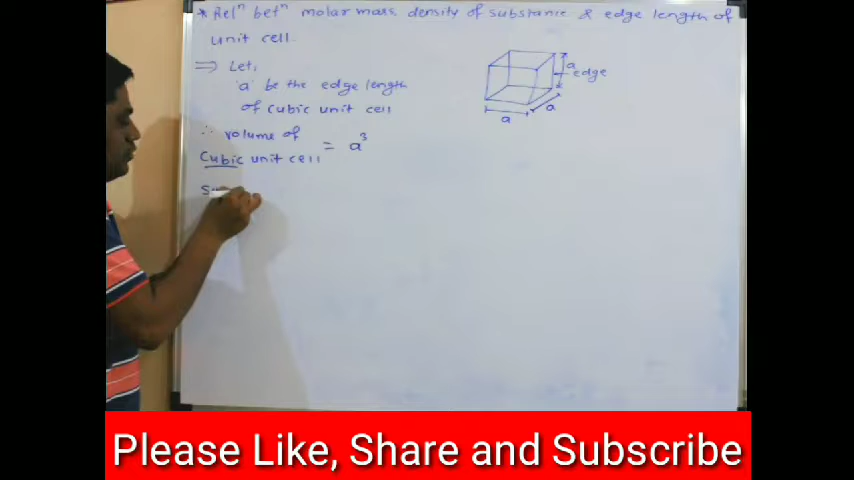 * Relⁿ betⁿ molar mass, density of substance & edge length of
unit cell.
⇒ Let,
'a' be the edge length
of cubic unit cell
∴ volume of
cubic unit cell = a³
a
edge
a
a
Please Like, Share and Subscribe